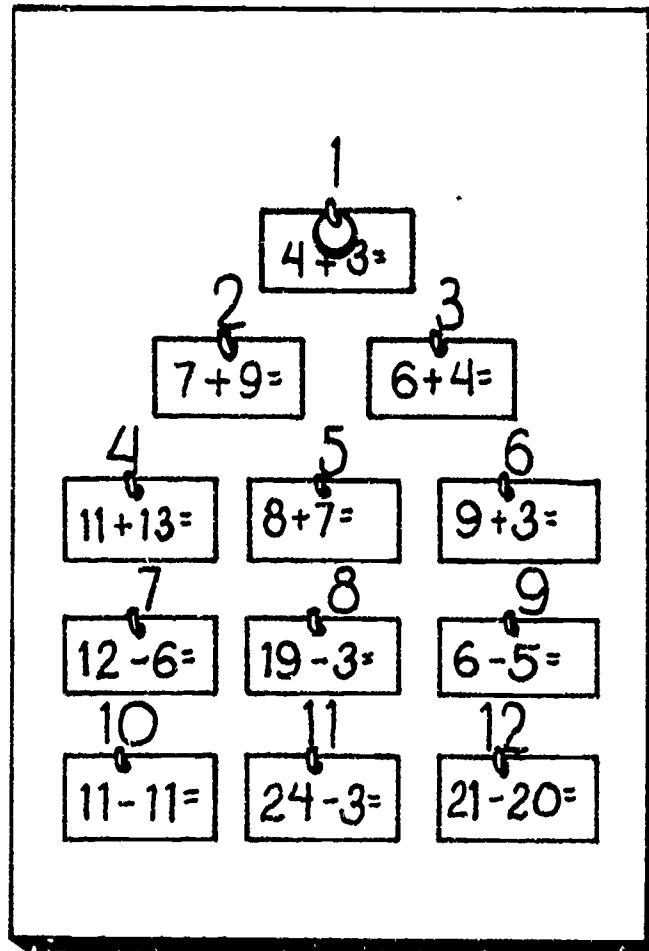 1
4+3=
2 3
7+9= 6+4=
4 5 6
11+13= 8+7= 9+3=
7 8 9
12-6= 19-3= 6-5=
10 11 12
11-11= 24-3= 21-20=